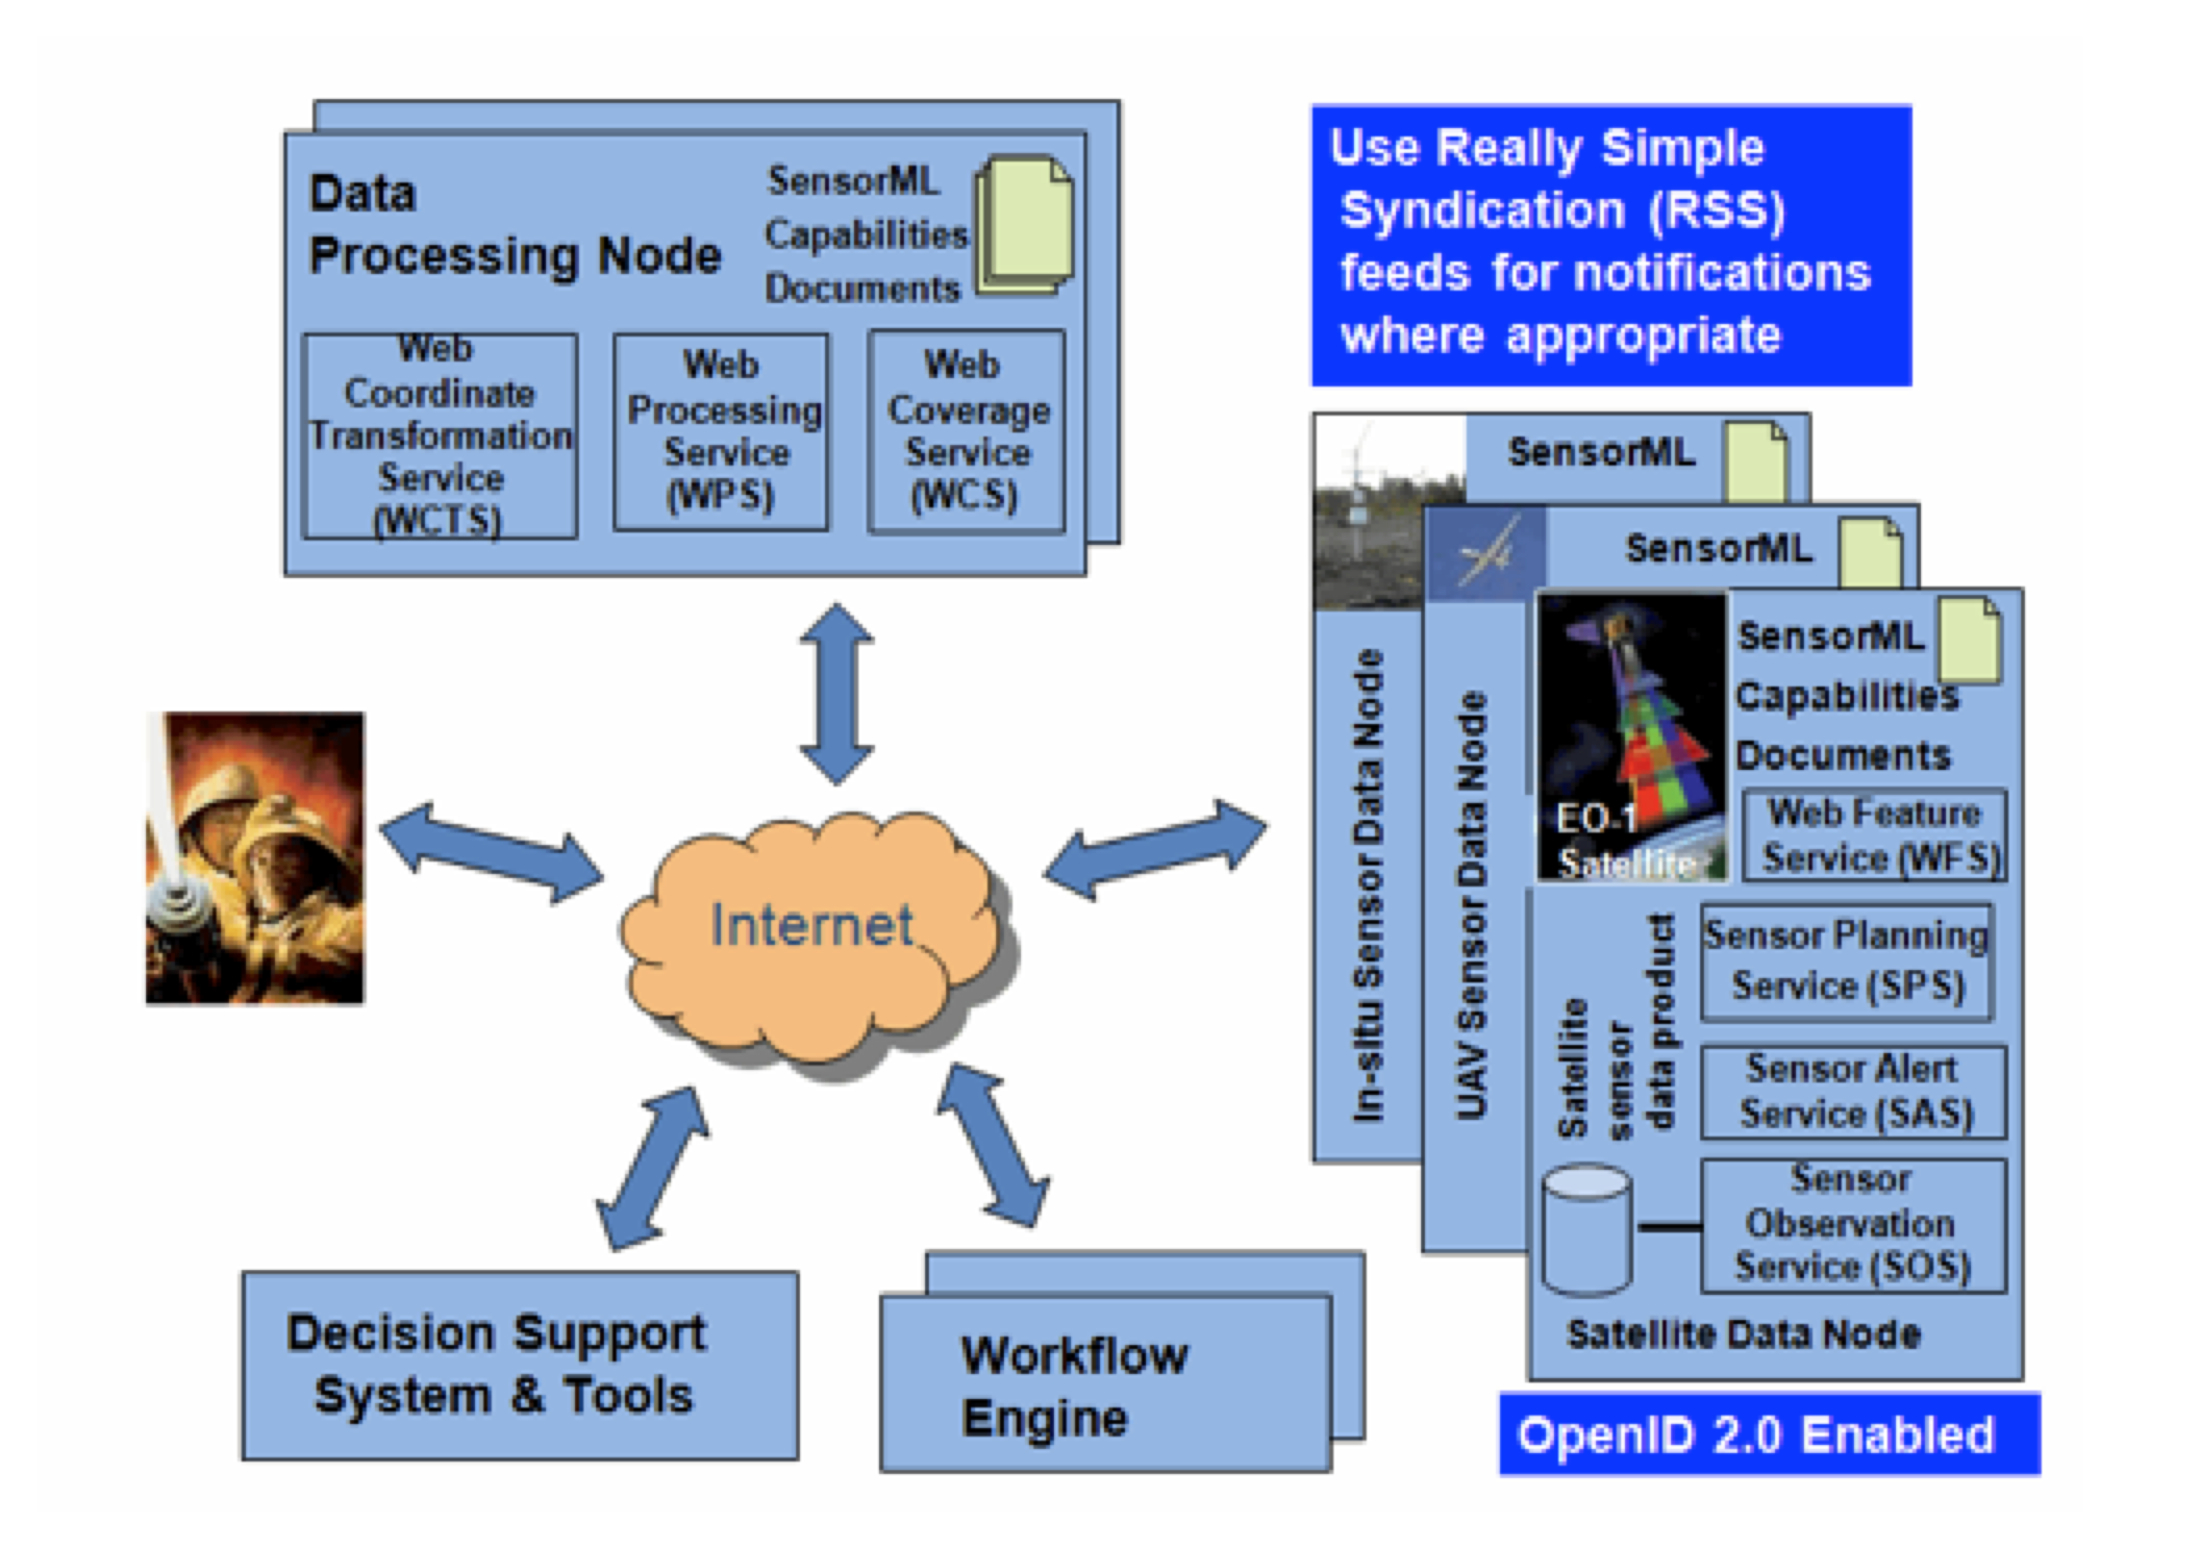 Data
Processing Node
SensorML
Capabilities
Documents
Web
Coordinate
Transformation
Service
(WCTS)
Web
Processing
Service
(WPS)
Web
Coverage
Service
(WCS)
Use Really Simple
Syndication (RSS)
feeds for notifications
where appropriate
SensorML
In-situ Sensor Data Node
SensorML
UAV Sensor Data Node
EO-1
Satellite
SensorML
Capabilities
Documents
Web Feature
Service (WFS)
Sensor Planning
Service (SPS)
Sensor Alert
Service (SAS)
Sensor
Observation
Service (SOS)
Satellite
sensor
data product
Satellite Data Node
OpenID 2.0 Enabled
Internet
Decision Support
System & Tools
Workflow
Engine